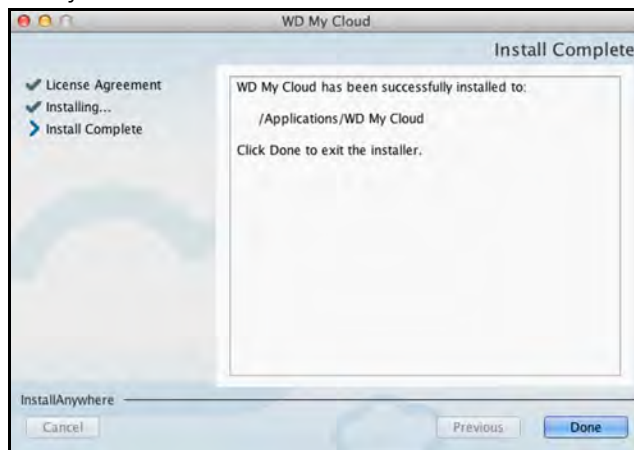 WD My Cloud
Install Complete
License Agreement
Installing...
Install Complete
WD My Cloud has been successfully installed to:
/Applications/WD My Cloud
Click Done to exit the installer.
InstallAnywhere
Cancel
Previous
Done